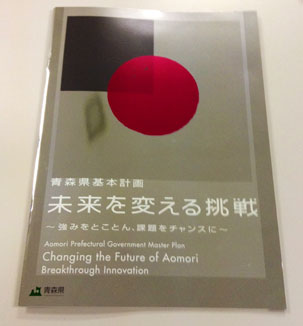 青森県基本計画
未来を変える挑戦
～強みをとことん、課題をチャンスに～
Aomori Prefectural Government Master Plan
Changing the Future of Aomori
Breakthrough Innovation
青森県